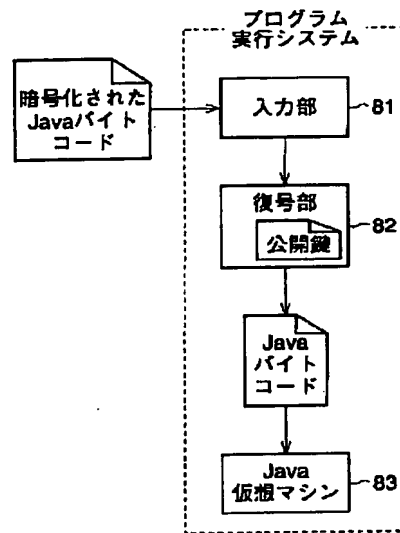 プログラム
実行システム
暗号化された
Javaバイト
コード
入力部
81
復号部
公開鍵
82
Java
バイト
コード
Java
仮想マシン
83